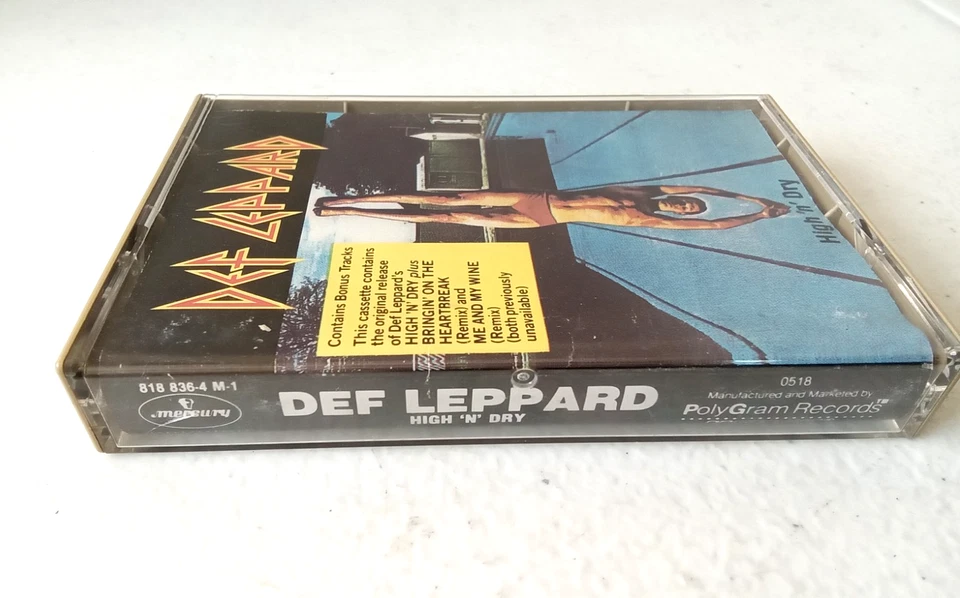 DEF LEPPARD
High 'n' Dry
Contains Bonus Tracks
This cassette contains
the original release
of Def Leppard's
HIGH 'N' DRY plus
BRINGIN' ON THE
HEARTBREAK
(Remix) and
ME AND MY WINE
(Remix)
(both previously
unavailable)
818 836-4 M-1
mercury
DEF LEPPARD
HIGH 'N' DRY
0518
Manufactured and Marketed by
PolyGram Records™